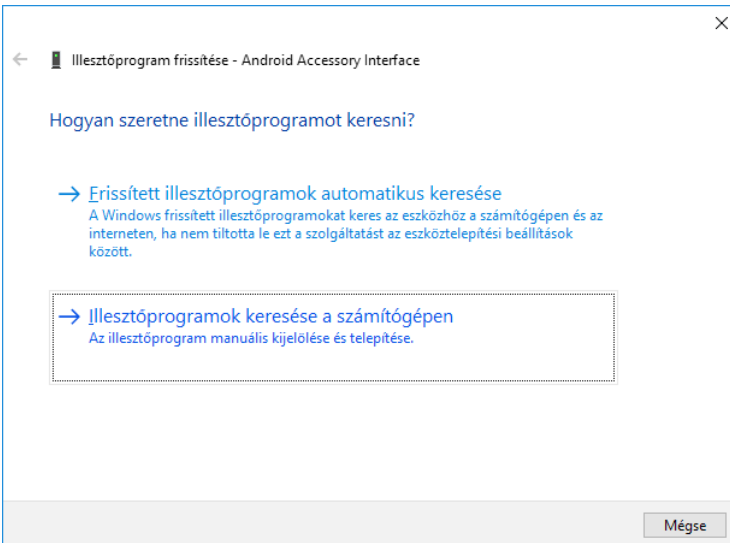 Illesztőprogram frissítése - Android Accessory Interface
Hogyan szeretne illesztőprogramot keresni?
Frissített illesztőprogramok automatikus keresése
A Windows frissített illesztőprogramokat keres az eszközhöz a számítógépen és az
interneten, ha nem tiltotta le ezt a szolgáltatást az eszköztelepítési beállítások
között.
Illesztőprogramok keresése a számítógépen
Az illesztőprogram manuális kijelölése és telepítése.
Mégse